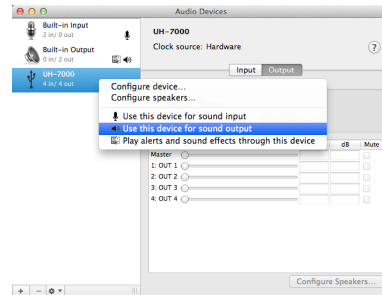 Audio Devices
Built-in Input
2 in/ 0 out
Built-in Output
0 in/ 2 out
UH-7000
4 in/ 4 out
UH-7000
Clock source: Hardware
?
Input Output
Configure device...
Configure speakers...
Use this device for sound input
Use this device for sound output
Play alerts and sound effects through this device
dB Mute
Master
1: OUT 1
2: OUT 2
3: OUT 3
4: OUT 4
Configure Speakers...
+ −